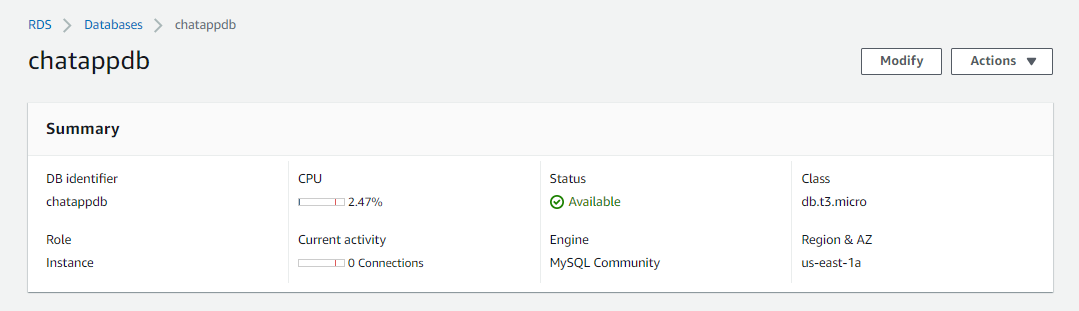 RDS > Databases > chatappdb
chatappdb
Modify
Actions ▼
Summary
DB identifier
chatappdb
CPU
2.47%
Status
Available
Class
db.t3.micro
Role
Instance
Current activity
0 Connections
Engine
MySQL Community
Region & AZ
us-east-1a